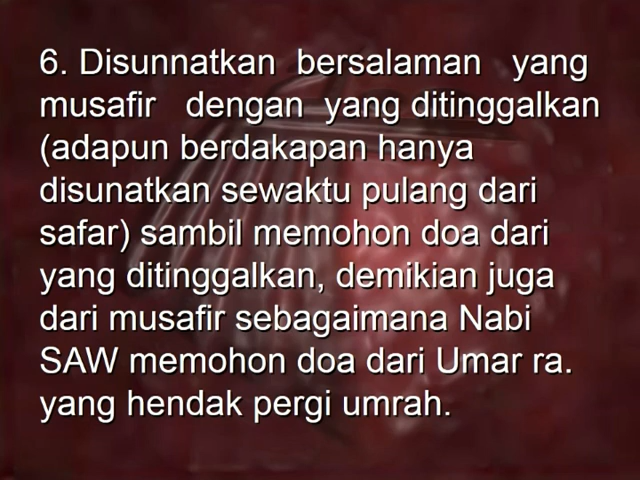 6. Disunnatkan bersalaman yang
musafir dengan yang ditinggalkan
(adapun berdakapan hanya
disunatkan sewaktu pulang dari
safar) sambil memohon doa dari
yang ditinggalkan, demikian juga
dari musafir sebagaimana Nabi
SAW memohon doa dari Umar ra.
yang hendak pergi umrah.